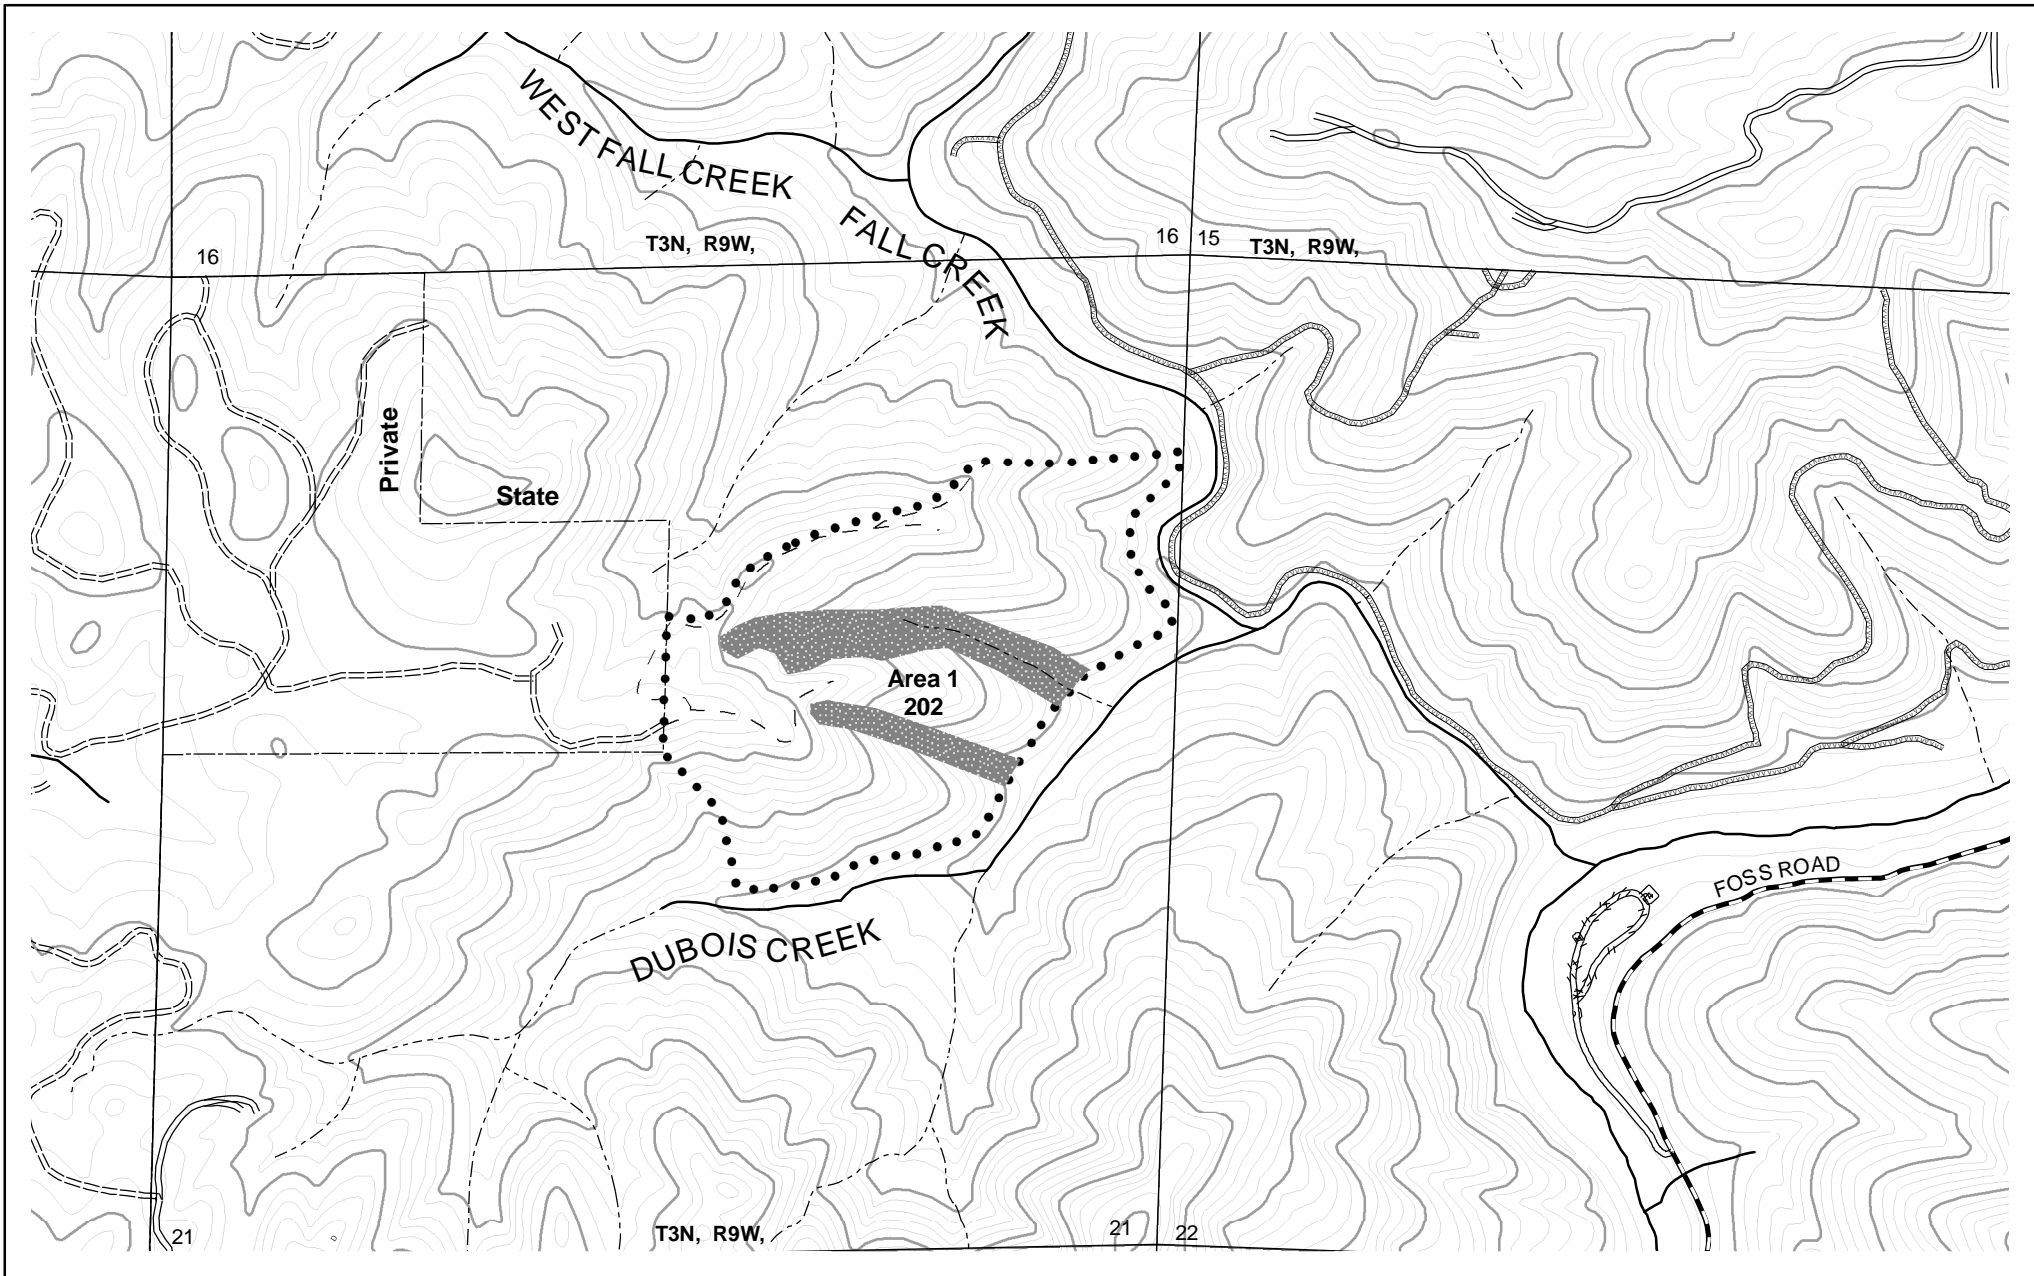 WEST FALL CREEK
FALL CREEK
T3N, R9W,
16 15
T3N, R9W,
16
Private
State
Area 1
202
FOSS ROAD
DUBOIS CREEK
21
T3N, R9W,
21 22